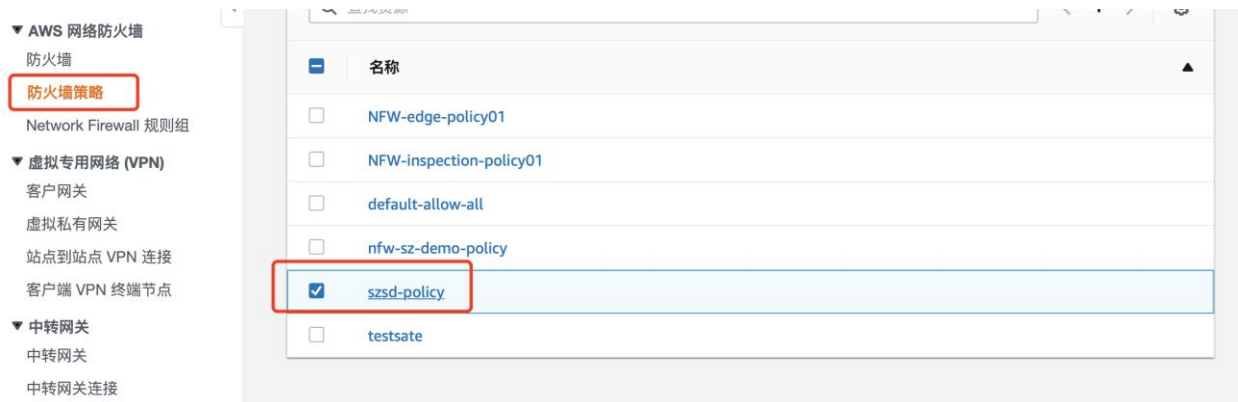 ▼ AWS 网络防火墙
防火墙
防火墙策略
Network Firewall 规则组
▼ 虚拟专用网络 (VPN)
客户网关
虚拟私有网关
站点到站点 VPN 连接
客户端 VPN 终端节点
▼ 中转网关
中转网关
中转网关连接
名称
NFW-edge-policy01
NFW-inspection-policy01
default-allow-all
nfw-sz-demo-policy
szsd-policy
testsate